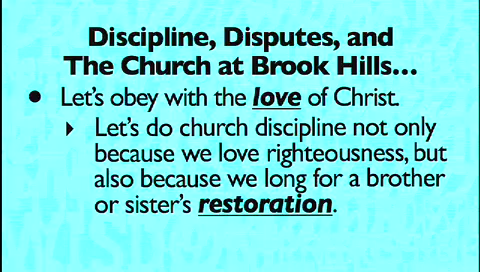 Discipline, Disputes, and
The Church at Brook Hills…
• Let's obey with the love of Christ.
Let's do church discipline not only
because we love righteousness, but
also because we long for a brother
or sister's restoration.